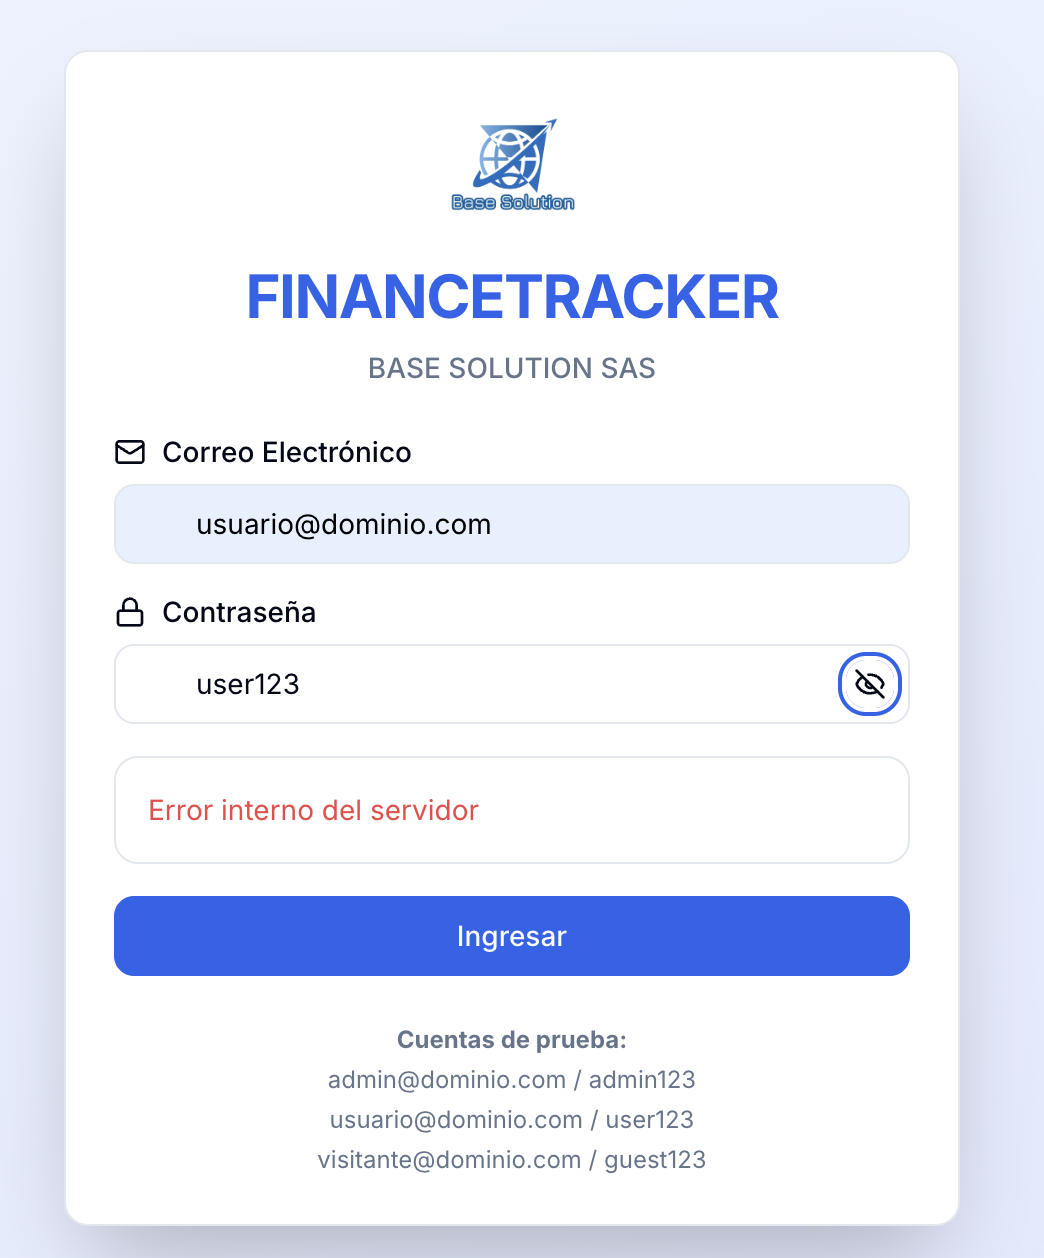 Base Solution
FINANCETRACKER
BASE SOLUTION SAS
Correo Electrónico
usuario@dominio.com
Contraseña
user123
Error interno del servidor
Ingresar
Cuentas de prueba:
admin@dominio.com / admin123
usuario@dominio.com / user123
visitante@dominio.com / guest123